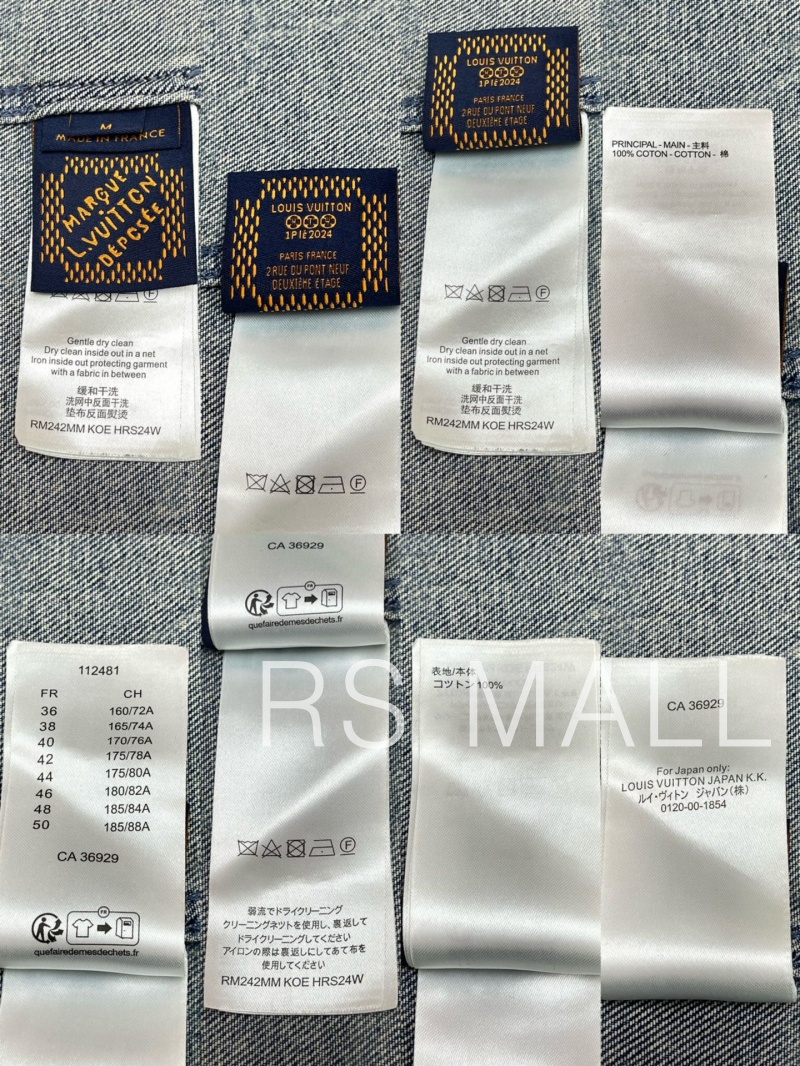 M
MADE IN FRANCE
MARQUE
L.VUITTON
DÉPOSÉE
Gentle dry clean
Dry clean inside out in a net
Iron inside out protecting garment
with a fabric in between
缓和干洗
洗网中反面干洗
垫布反面熨烫
RM242MM KOE HRS24W
LOUIS VUITTON
1P1È2024
PARIS FRANCE
2 RUE DU PONT NEUF
DEUXIÈME ÉTAGE
F
LOUIS VUITTON
1P1È2024
PARIS FRANCE
2 RUE DU PONT NEUF
DEUXIÈME ÉTAGE
F
Gentle dry clean
Dry clean inside out in a net
Iron inside out protecting garment
with a fabric in between
缓和干洗
洗网中反面干洗
垫布反面熨烫
RM242MM KOE HRS24W
PRINCIPAL - MAIN - 主料
100% COTON - COTTON - 棉
112481
FR CH
36 160/72A
38 165/74A
40 170/76A
42 175/78A
44 175/80A
46 180/82A
48 185/84A
50 185/88A
CA 36929
FR
quefairedemesdechets.fr
CA 36929
FR
quefairedemesdechets.fr
F
弱流でドライクリーニング
クリーニングネツトを使用し、裏返して
ドライクリーニングしてください
アイロンの際は裏返しにしてあて布を
使用してください
RM242MM KOE HRS24W
表地/本体
コツトン100%
CA 36929
For Japan only:
LOUIS VUITTON JAPAN K.K.
ルイ・ヴィトン ジャパン(株)
0120-00-1854
RS MALL